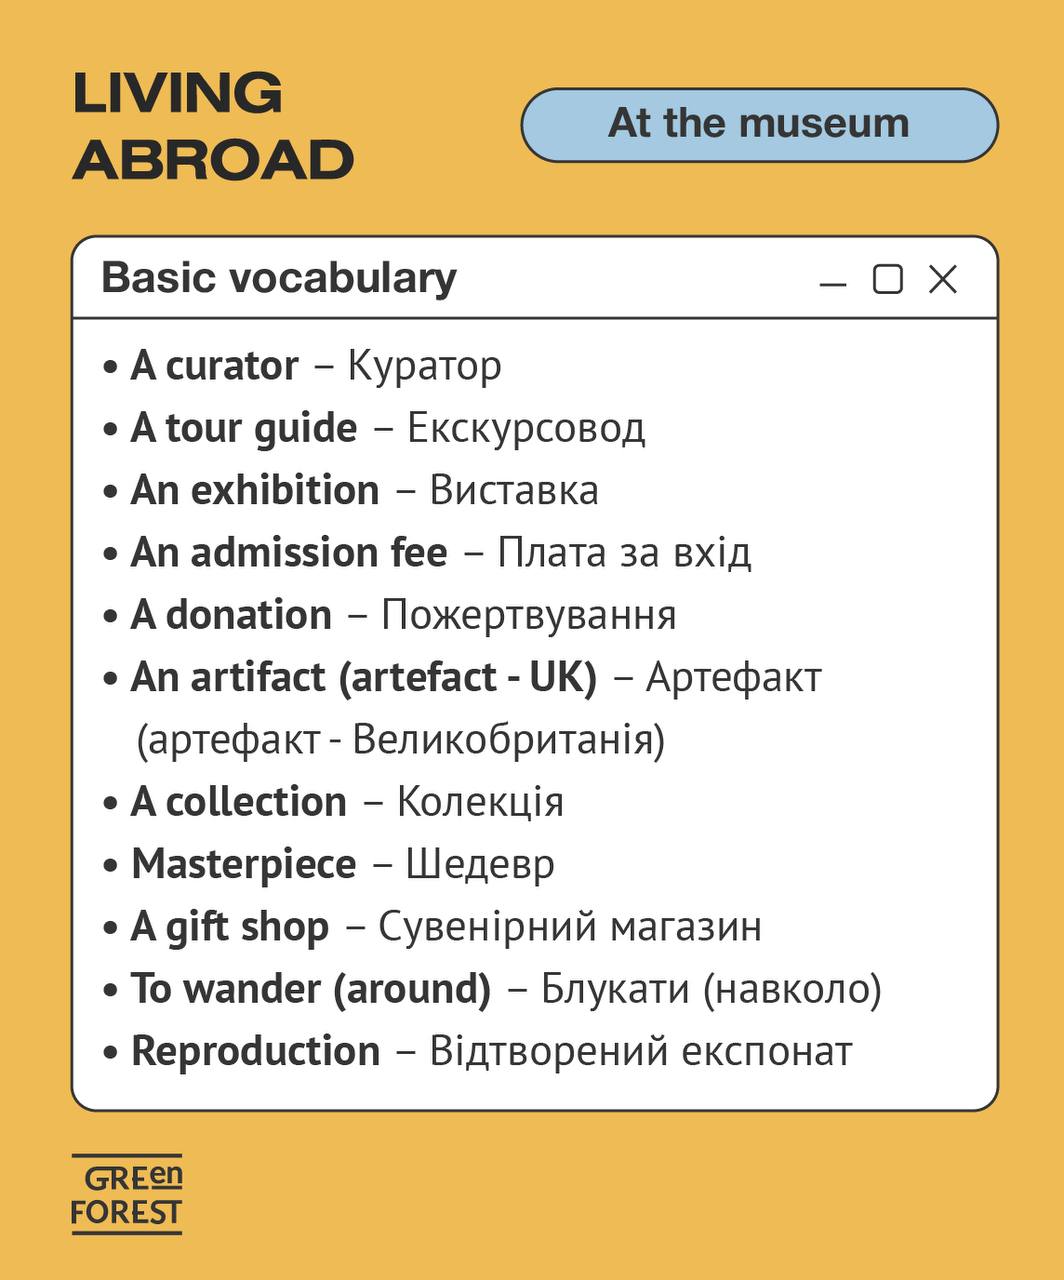 LIVING
ABROAD
At the museum
Basic vocabulary
• A curator – Куратор
• A tour guide – Екскурсовод
• An exhibition – Виставка
• An admission fee – Плата за вхід
• A donation – Пожертвування
• An artifact (artefact - UK) – Артефакт
(артефакт - Великобританія)
• A collection – Колекція
• Masterpiece – Шедевр
• A gift shop – Сувенірний магазин
• To wander (around) – Блукати (навколо)
• Reproduction – Відтворений експонат
GREen
FOREST